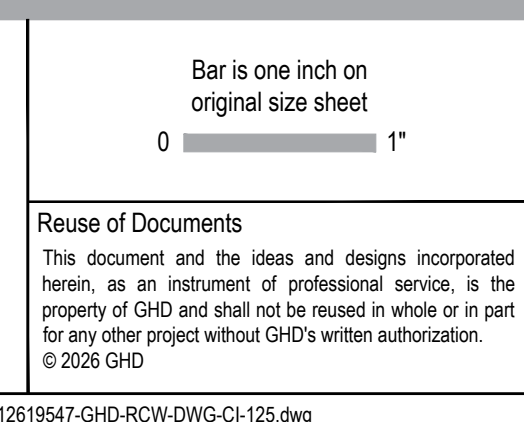 Bar is one inch on
original size sheet
0 1"
Reuse of Documents
This document and the ideas and designs incorporated
herein, as an instrument of professional service, is the
property of GHD and shall not be reused in whole or in part
for any other project without GHD's written authorization.
© 2026 GHD
12619547-GHD-RCW-DWG-CI-125.dwg